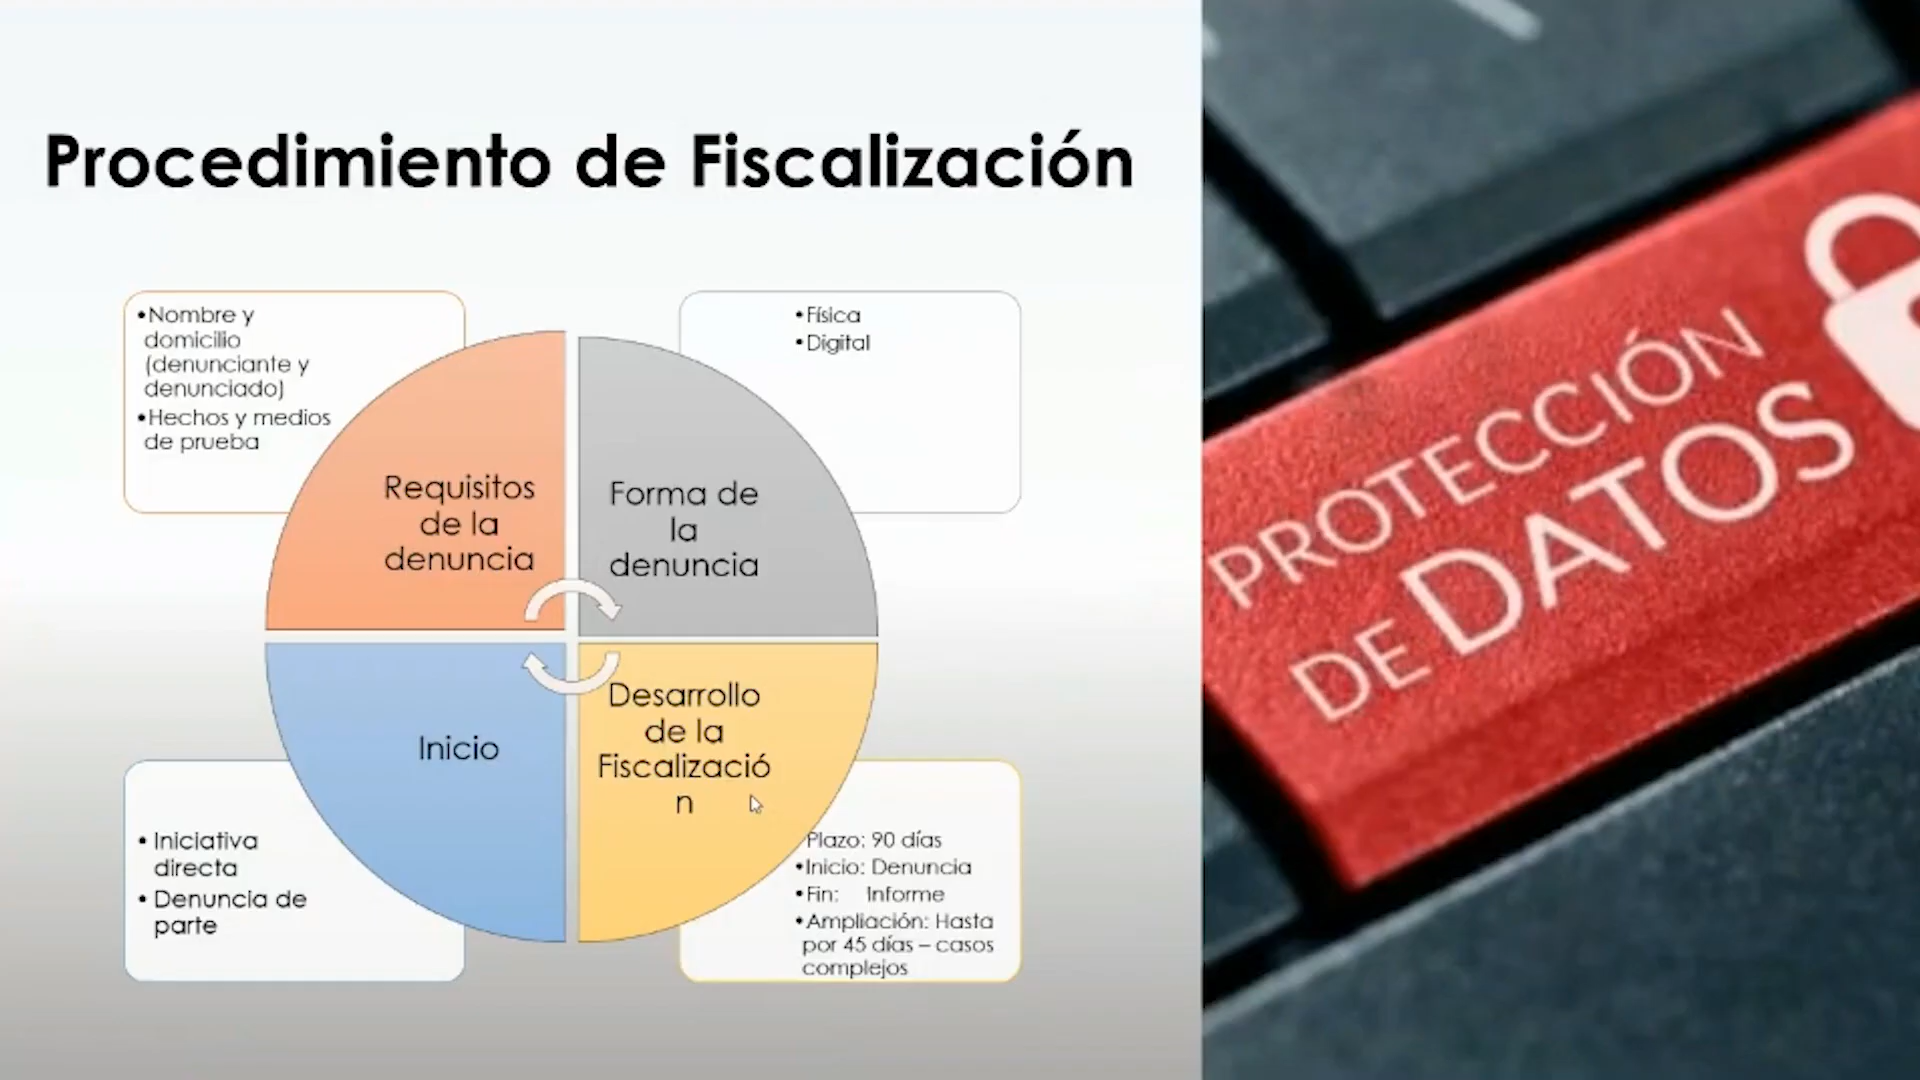 Procedimiento de Fiscalización
•Nombre y
domicilio
(denunciante y
denunciado)
•Hechos y medios
de prueba
Requisitos
de la
denuncia
•Física
•Digital
Forma de
la
denuncia
Inicio
• Iniciativa
directa
• Denuncia de
parte
Desarrollo
de la
Fiscalizació
n
Plazo: 90 días
•Inicio: Denuncia
•Fin: Informe
•Ampliación: Hasta
por 45 días – casos
complejos
PROTECCIÓN
DE DATOS